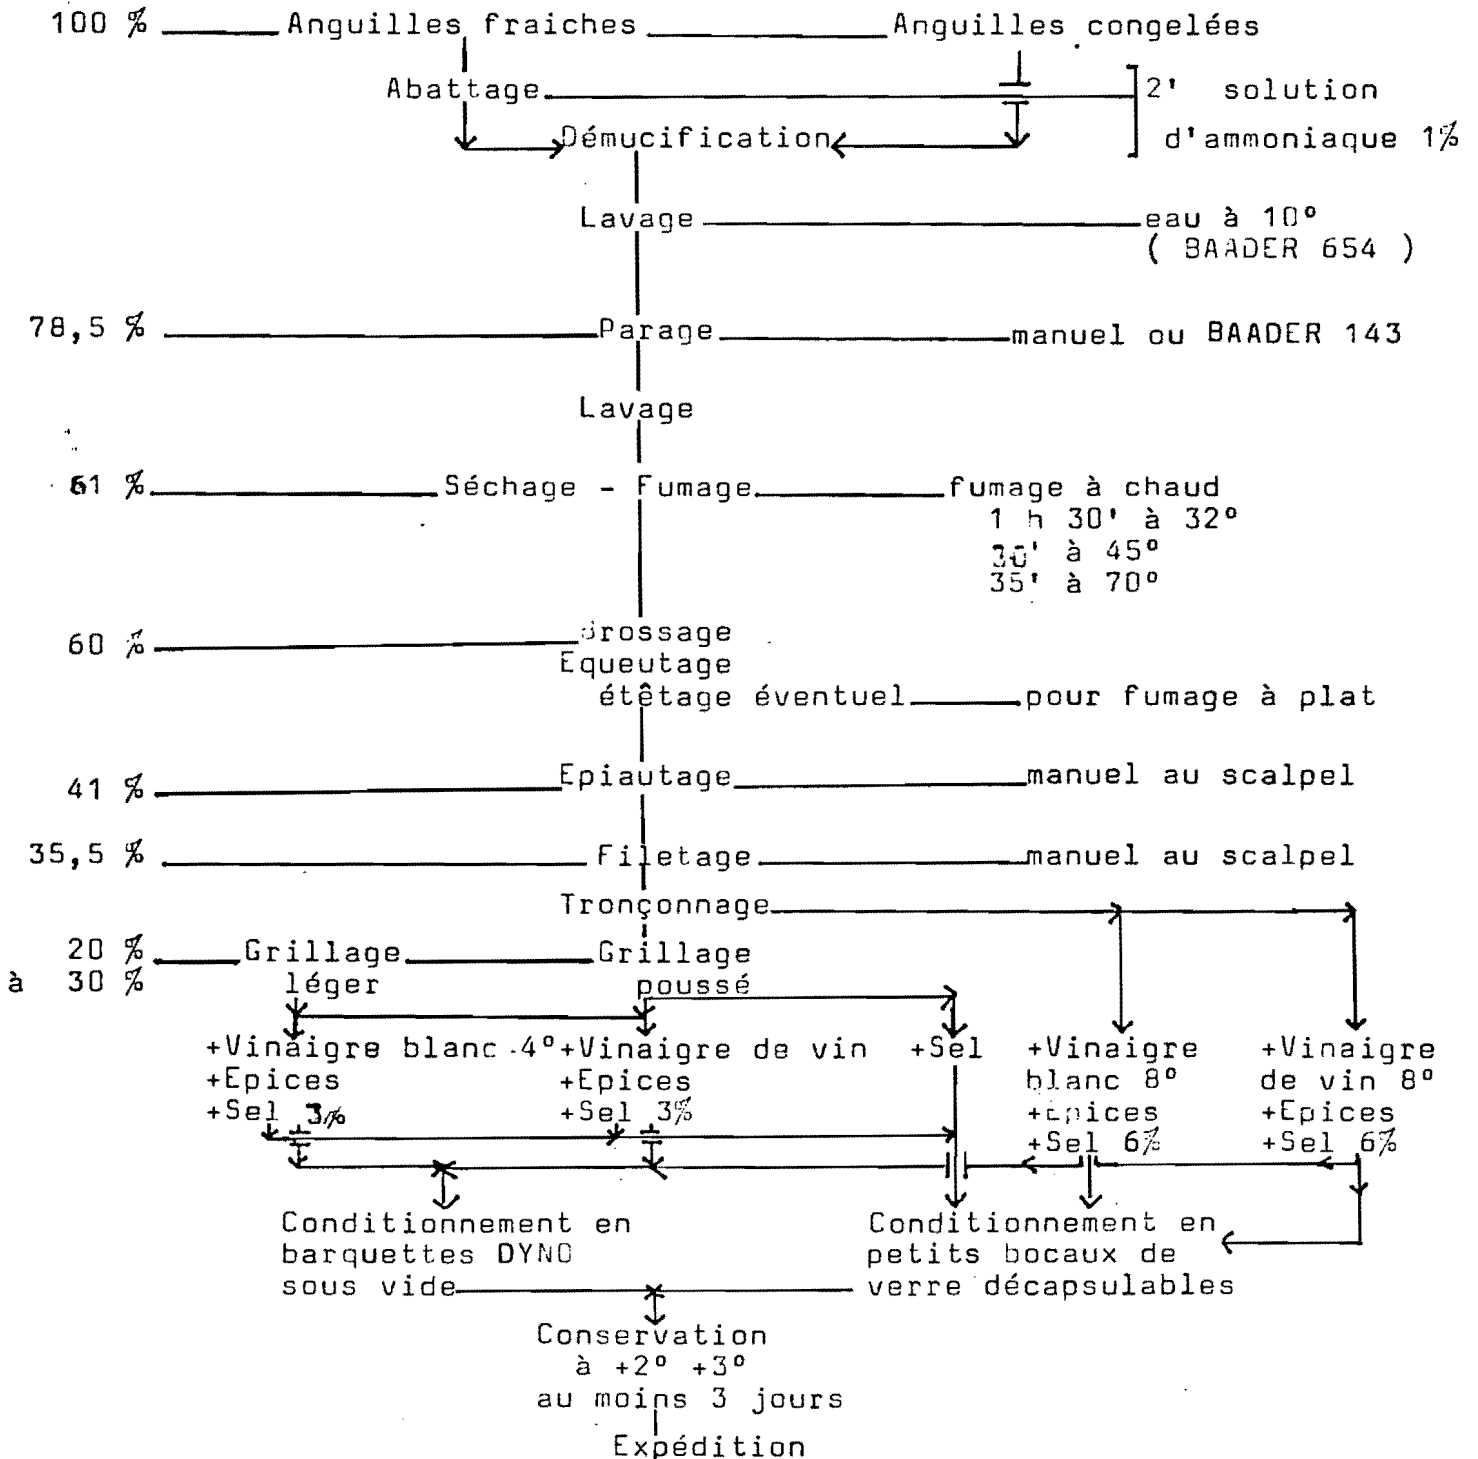 100 % Anguilles fraiches Anguilles congelées
Abattage 2' solution
Démucification d'ammoniaque 1%
Lavage eau à 10°
( BAADER 654 )
78,5 % Parage manuel ou BAADER 143
Lavage
61 % Séchage - Fumage fumage à chaud
1 h 30' à 32°
30' à 45°
35' à 70°
60 % Brossage
Equeutage
étêtage éventuel pour fumage à plat
41 % Epiautage manuel au scalpel
35,5 % Filetage manuel au scalpel
Tronçonnage
20 % Grillage Grillage
à 30 % léger poussé
+Vinaigre blanc 4° +Vinaigre de vin +Sel +Vinaigre +Vinaigre
+Epices +Epices blanc 8° de vin 8°
+Sel 3% +Sel 3% +Epices +Epices
+Sel 6% +Sel 6%
Conditionnement en Conditionnement en
barquettes DYNO petits bocaux de
sous vide verre décapsulables
Conservation
à +2° +3°
au moins 3 jours
Expédition